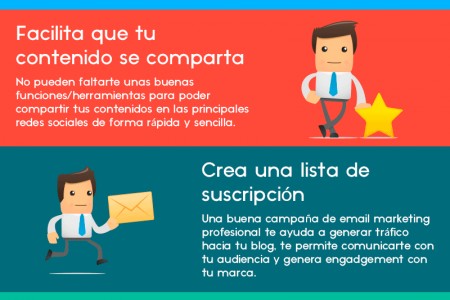 Facilita que tu
contenido se comparta
No pueden faltarte unas buenas
funciones/herramientas para poder
compartir tus contenidos en las principales
redes sociales de forma rápida y sencilla.
Crea una lista de
suscripción
Una buena campaña de email marketing
profesional te ayuda a generar tráfico
hacia tu blog, te permite comunicarte con
tu audiencia y genera engadgement con
tu marca.